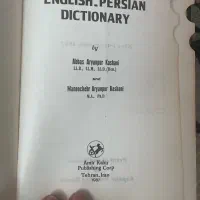 ENGLISH-PERSIAN
DICTIONARY
by
Abbas Aryanpur Kashani
and
Manoochehr Aryanpur Kashani
Amir Kabir
Publishing Corp.
Tehran, Iran